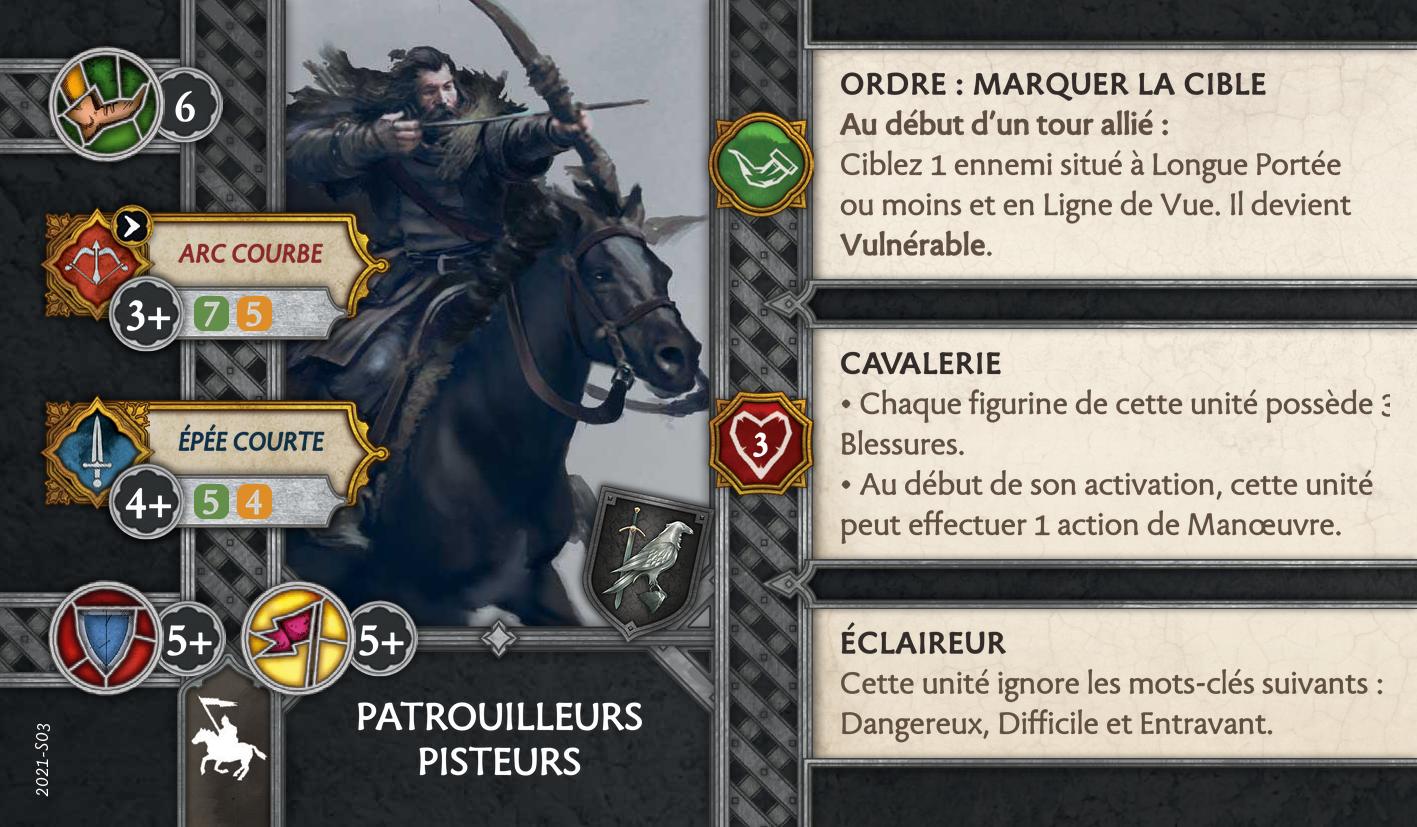 6
ARC COURBE
3+ 7 5
ÉPÉE COURTE
4+ 5 4
5+ 5+
PATROUILLEURS
PISTEURS
2021-S03
ORDRE : MARQUER LA CIBLE
Au début d’un tour allié :
Ciblez 1 ennemi situé à Longue Portée
ou moins et en Ligne de Vue. Il devient
Vulnérable.
3
CAVALERIE
• Chaque figurine de cette unité possède 3
Blessures.
• Au début de son activation, cette unité
peut effectuer 1 action de Manœuvre.
ÉCLAIREUR
Cette unité ignore les mots-clés suivants :
Dangereux, Difficile et Entravant.